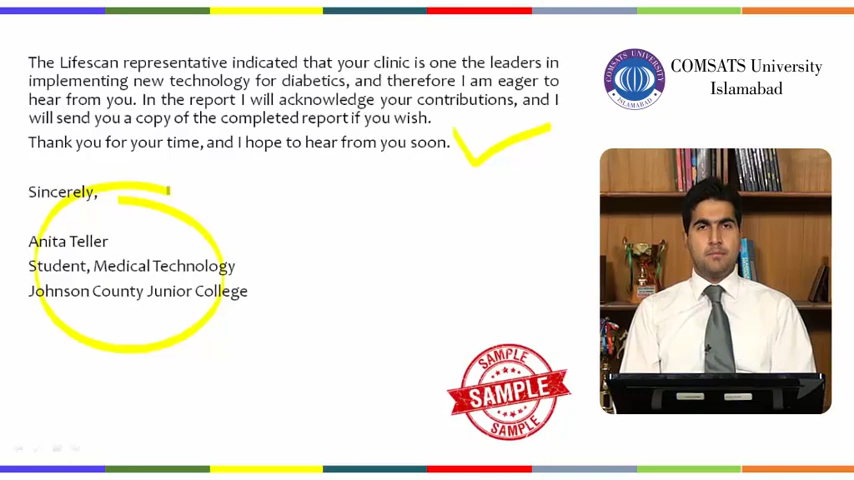 The Lifescan representative indicated that your clinic is one the leaders in
implementing new technology for diabetics, and therefore I am eager to
hear from you. In the report I will acknowledge your contributions, and I
will send you a copy of the completed report if you wish.
Thank you for your time, and I hope to hear from you soon.
Sincerely,
Anita Teller
Student, Medical Technology
Johnson County Junior College
COMSATS UNIVERSITY
ISLAMABAD
COMSATS University
Islamabad
SAMPLE
SAMPLE
SAMPLE